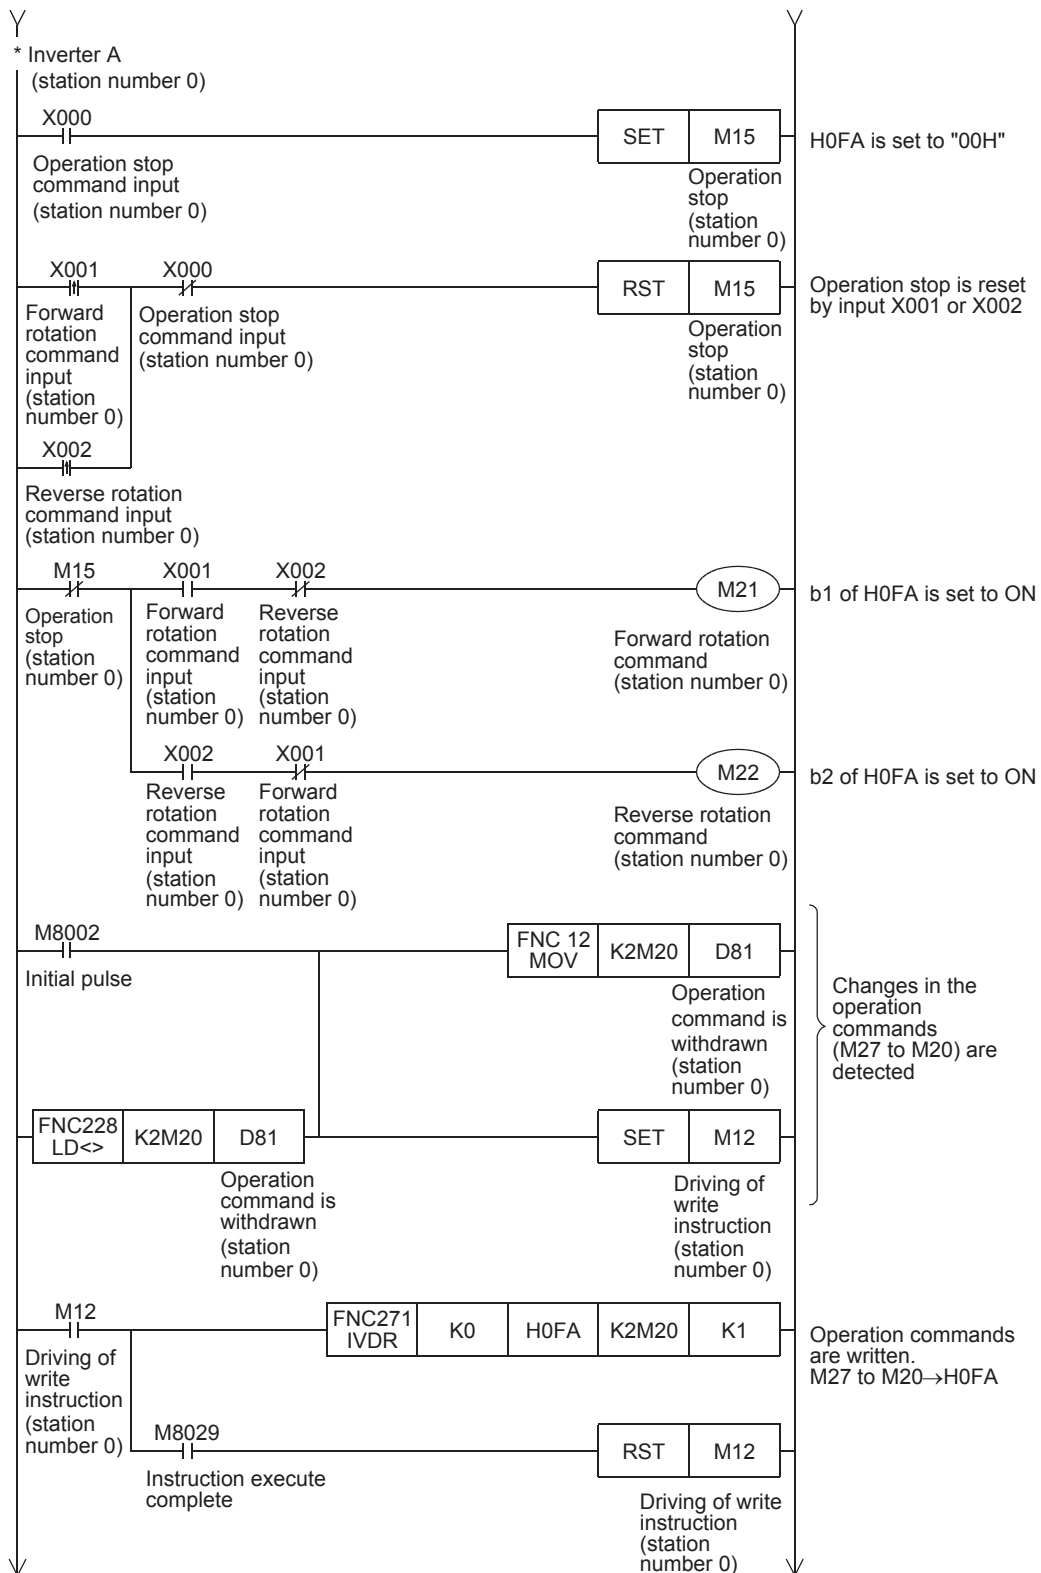 * Inverter A
(station number 0)
X000
SET M15
H0FA is set to "00H"
Operation stop
command input
(station number 0)
Operation
stop
(station
number 0)
X001 X000
RST M15
Operation stop is reset
by input X001 or X002
Forward
rotation
command
input
(station
number 0)
Operation stop
command input
(station number 0)
Operation
stop
(station
number 0)
X002
Reverse rotation
command input
(station number 0)
M15 X001 X002
M21
b1 of H0FA is set to ON
Operation
stop
(station
number 0)
Forward
rotation
command
input
(station
number 0)
Reverse
rotation
command
input
(station
number 0)
Forward rotation
command
(station number 0)
X002 X001
M22
b2 of H0FA is set to ON
Reverse
rotation
command
input
(station
number 0)
Forward
rotation
command
input
(station
number 0)
Reverse rotation
command
(station number 0)
M8002
FNC 12
MOV
K2M20 D81
Initial pulse
Operation
command is
withdrawn
(station
number 0)
Changes in the
operation
commands
(M27 to M20) are
detected
FNC228
LD<>
K2M20 D81
SET M12
Operation
command is
withdrawn
(station
number 0)
Driving of
write
instruction
(station
number 0)
M12
FNC271
IVDR
K0 H0FA K2M20 K1
Operation commands
are written.
M27 to M20→H0FA
Driving of
write
instruction
(station
number 0)
M8029
RST M12
Instruction execute
complete
Driving of write
instruction
(station
number 0)